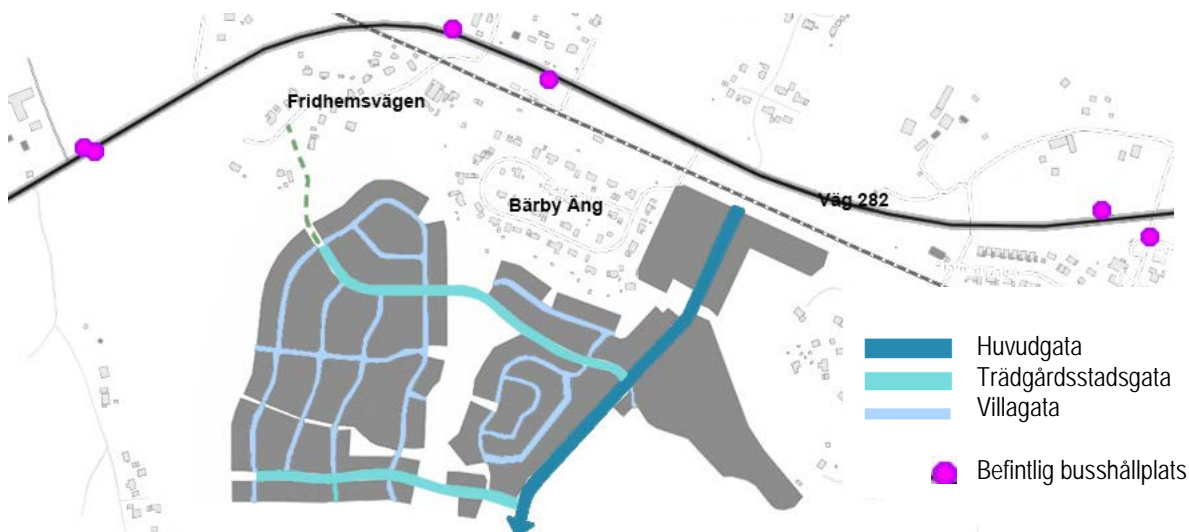 Fridhemsvägen
Bärby Äng
Väg 282
Huvudgata
Trädgårdsstadsgata
Villagata
Befintlig busshållplats